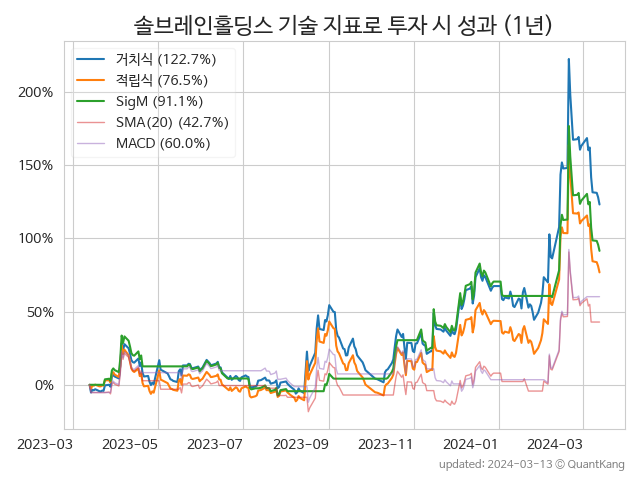 솔브레인홀딩스 기술 지표로 투자 시 성과 (1년)
거치식 (122.7%)
적립식 (76.5%)
SigM (91.1%)
SMA(20) (42.7%)
MACD (60.0%)
200%
150%
100%
50%
0%
2023-03 2023-05 2023-07 2023-09 2023-11 2024-01 2024-03
updated: 2024-03-13 © QuantKang